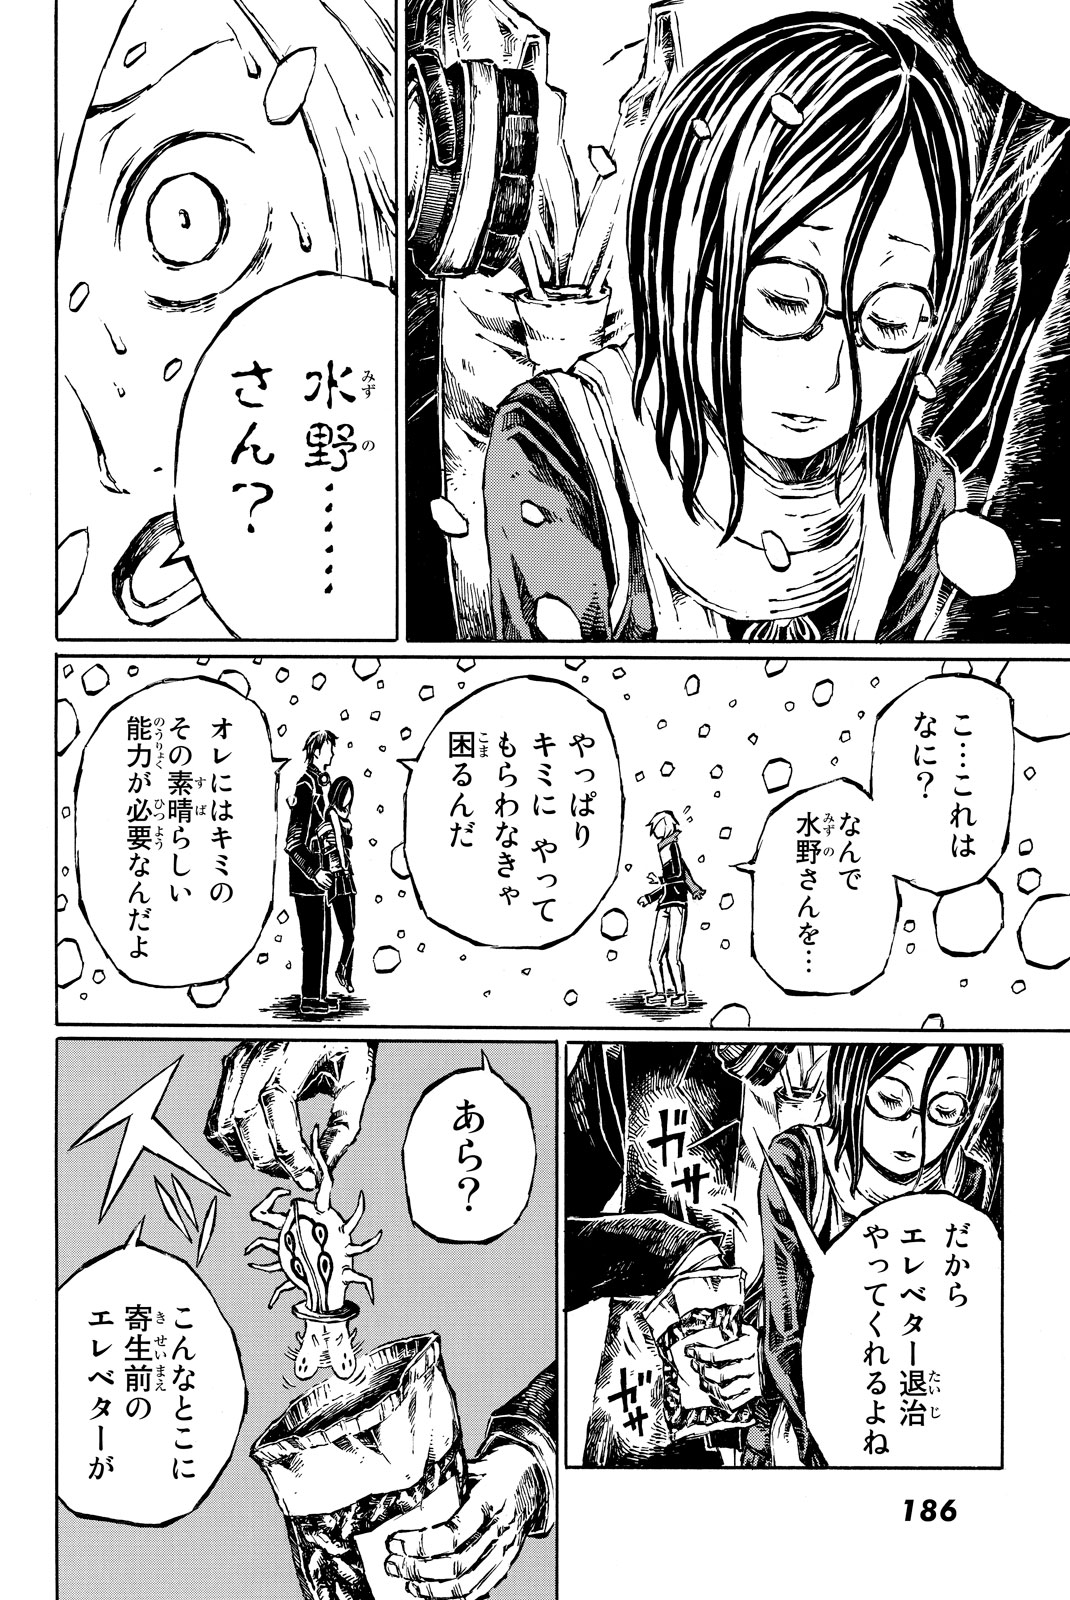 水野………
さん？
こ…これは
なに？
なんで
水野さんを…
やっぱり
キミに やって
もらわなきゃ
困るんだ
オレにはキミの
その素晴らしい
能力が必要なんだよ
だから
エレベター退治
やってくれるよね
ガサ
ガサ
あら？
こんなとこに
寄生前の
エレベターが
186